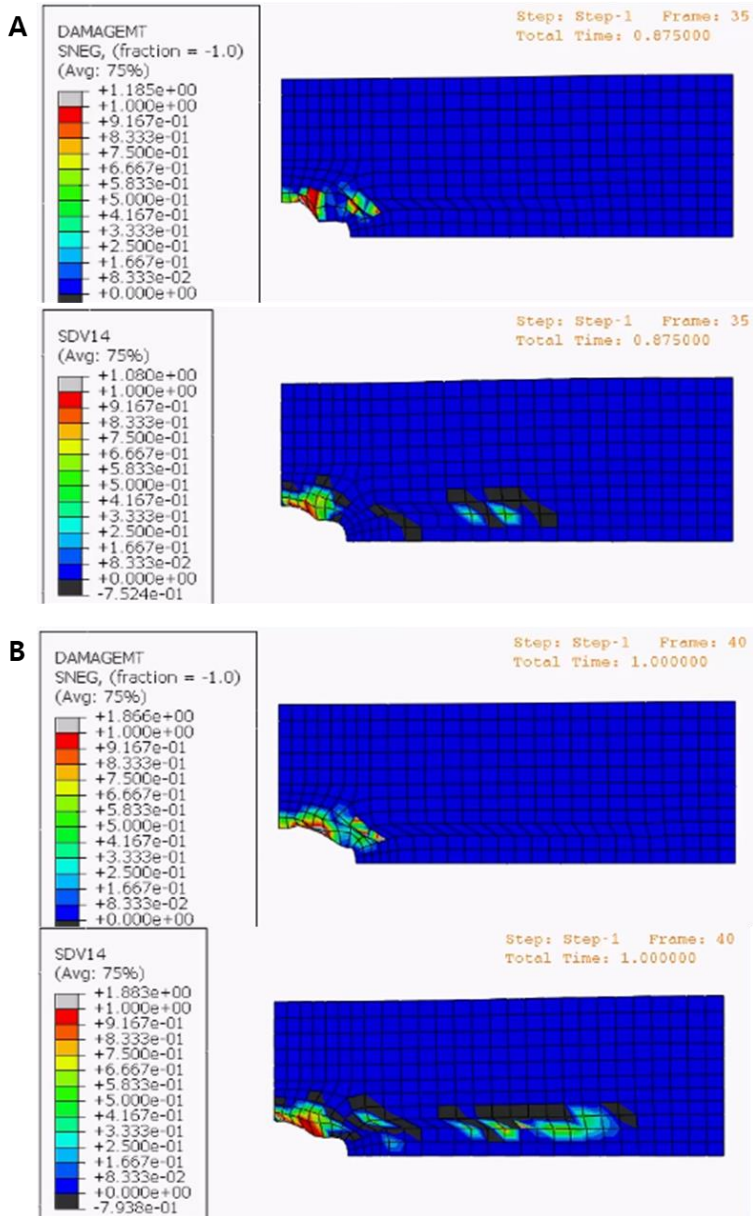 A
Step: Step-1 Frame: 35
Total Time: 0.875000
DAMAGEMT
SNEG, (fraction = -1.0)
(Avg: 75%)
+1.185e+00
+1.000e+00
+9.167e-01
+8.333e-01
+7.500e-01
+6.667e-01
+5.833e-01
+5.000e-01
+4.167e-01
+3.333e-01
+2.500e-01
+1.667e-01
+8.333e-02
+0.000e+00
Step: Step-1 Frame: 35
Total Time: 0.875000
SDV14
(Avg: 75%)
+1.080e+00
+1.000e+00
+9.167e-01
+8.333e-01
+7.500e-01
+6.667e-01
+5.833e-01
+5.000e-01
+4.167e-01
+3.333e-01
+2.500e-01
+1.667e-01
+8.333e-02
+0.000e+00
-7.524e-01
B
Step: Step-1 Frame: 40
Total Time: 1.000000
DAMAGEMT
SNEG, (fraction = -1.0)
(Avg: 75%)
+1.866e+00
+1.000e+00
+9.167e-01
+8.333e-01
+7.500e-01
+6.667e-01
+5.833e-01
+5.000e-01
+4.167e-01
+3.333e-01
+2.500e-01
+1.667e-01
+8.333e-02
+0.000e+00
Step: Step-1 Frame: 40
Total Time: 1.000000
SDV14
(Avg: 75%)
+1.883e+00
+1.000e+00
+9.167e-01
+8.333e-01
+7.500e-01
+6.667e-01
+5.833e-01
+5.000e-01
+4.167e-01
+3.333e-01
+2.500e-01
+1.667e-01
+8.333e-02
+0.000e+00
-7.938e-01